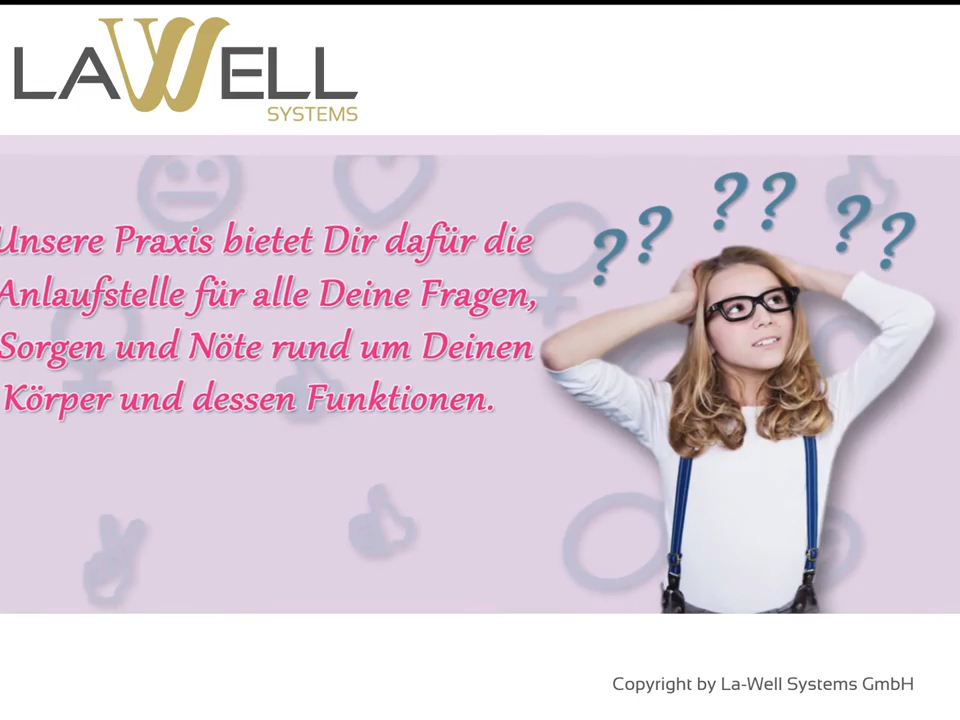 LAWELL
SYSTEMS
? ? ? ? ? ?
Unsere Praxis bietet Dir dafür die
Anlaufstelle für alle Deine Fragen,
Sorgen und Nöte rund um Deinen
Körper und dessen Funktionen.
Copyright by La-Well Systems GmbH